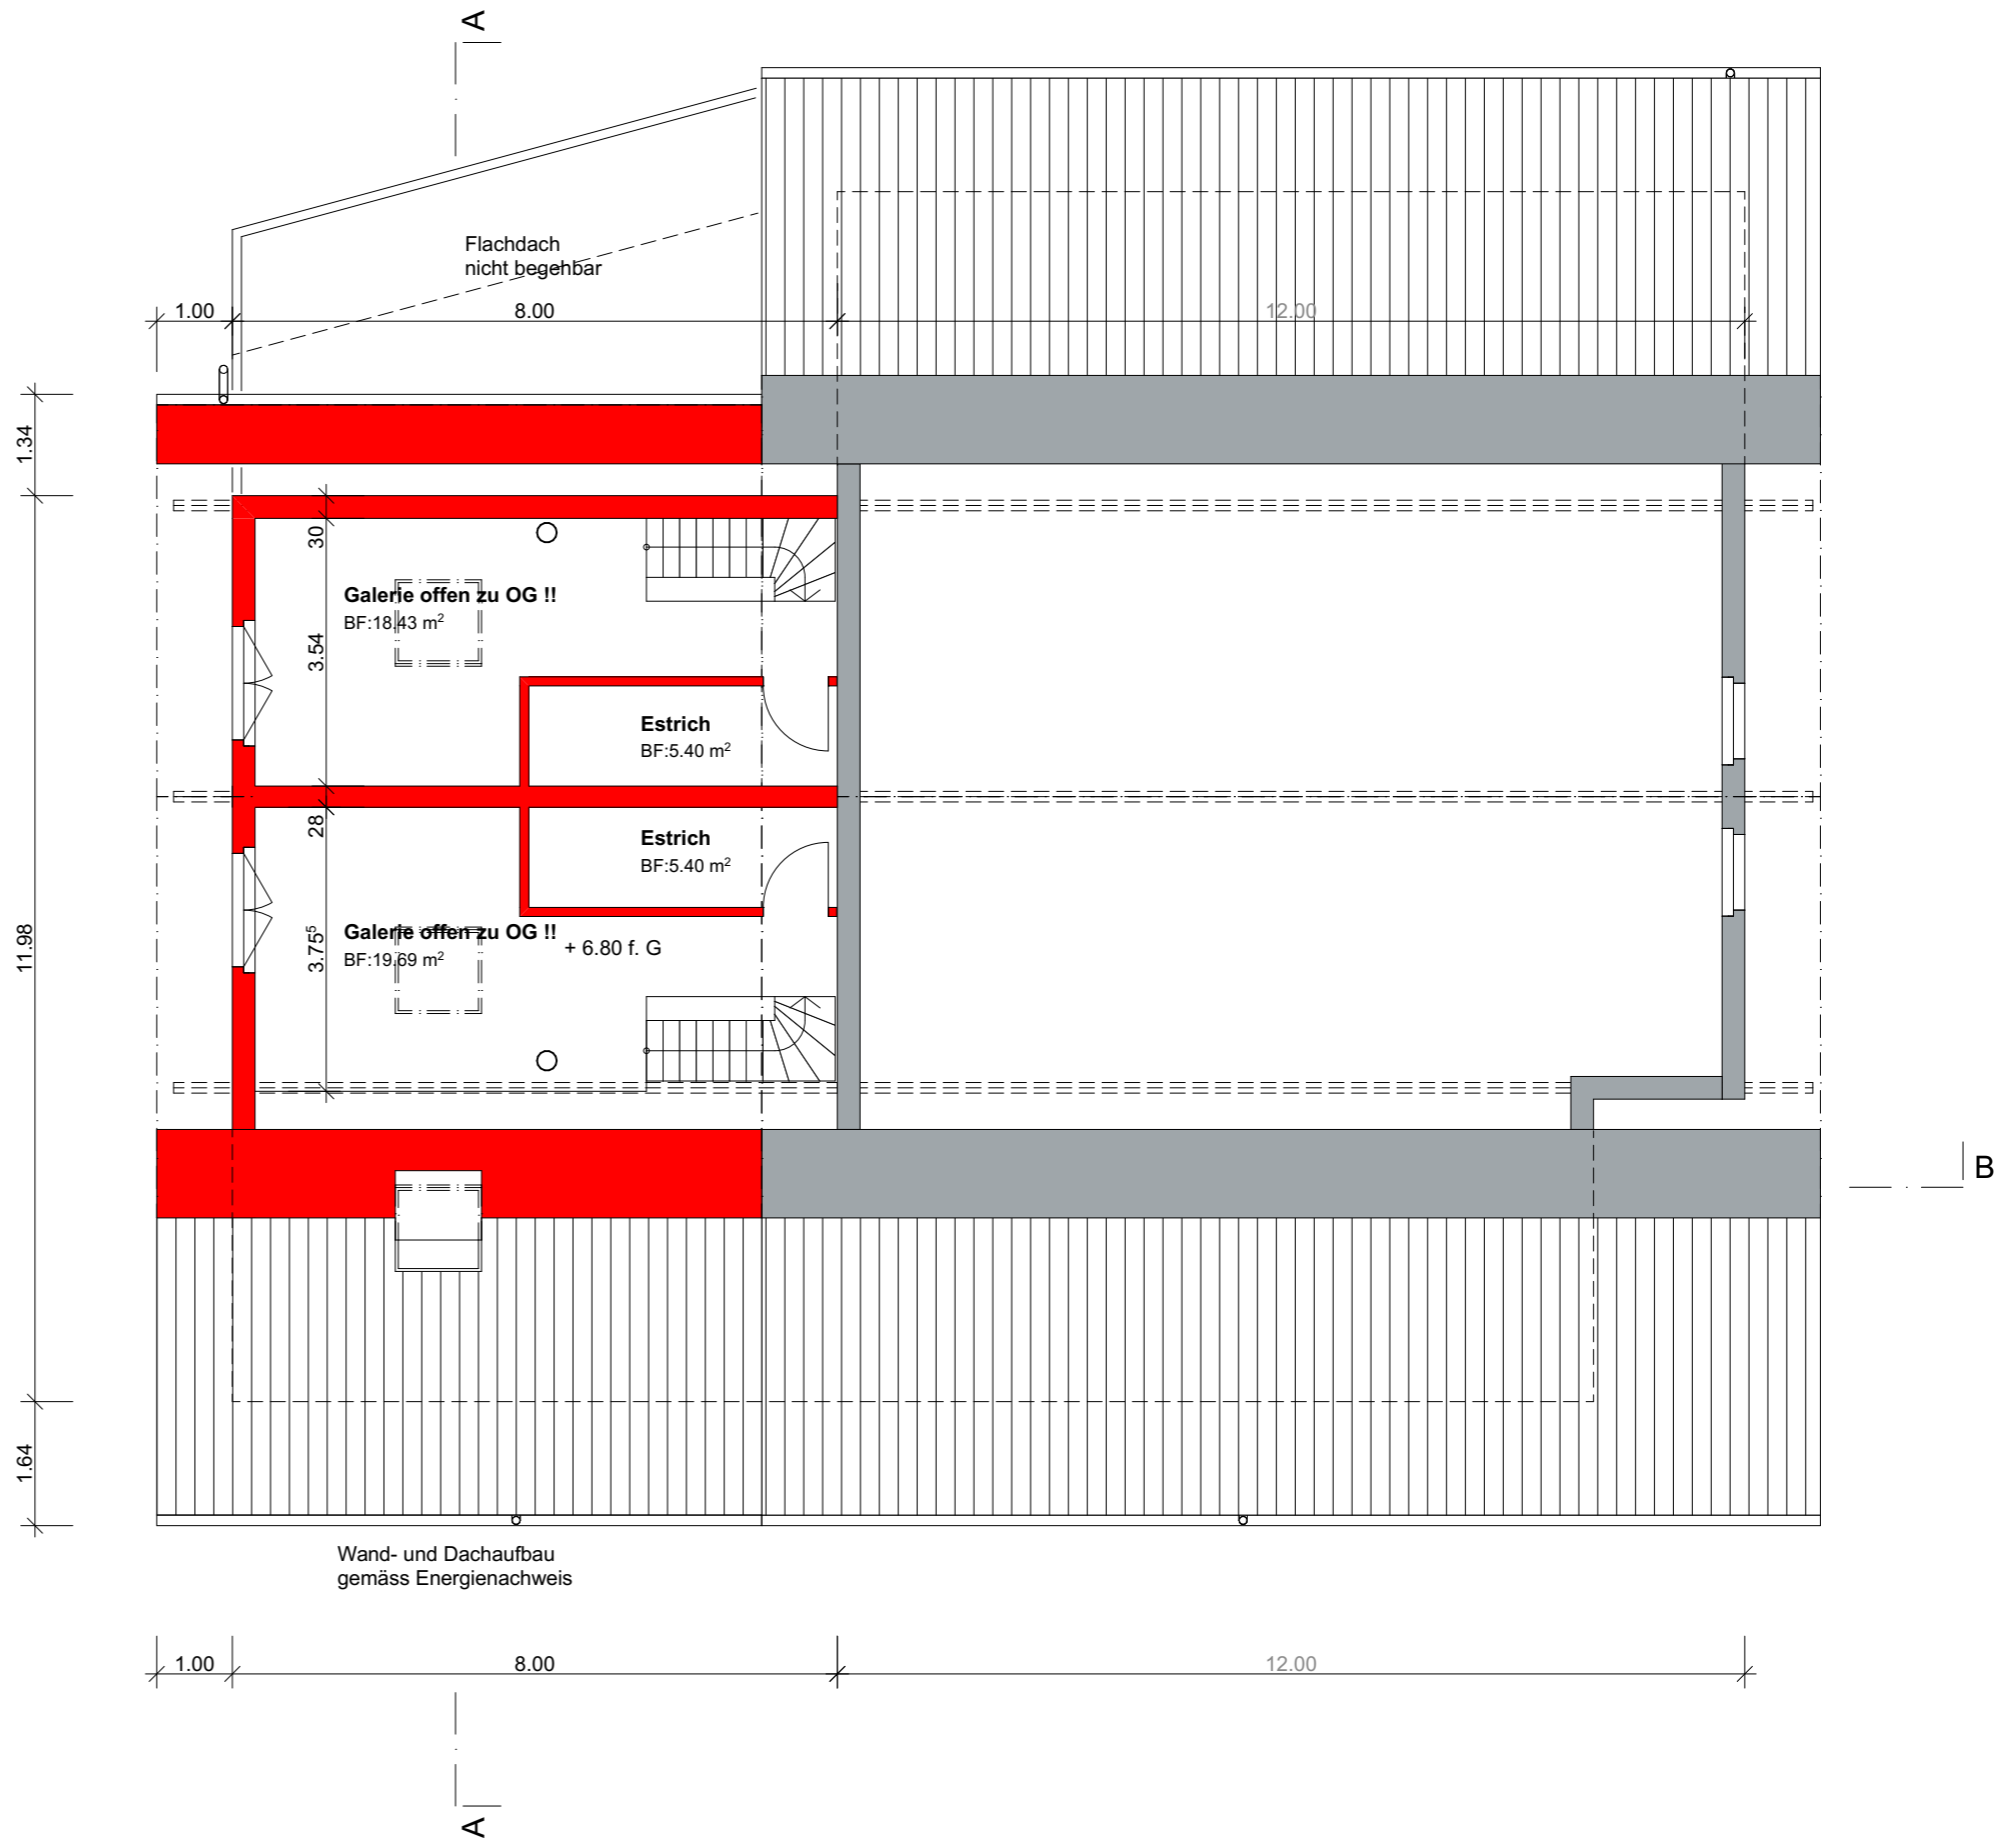 A
Flachdach
nicht begehbar
1.00
8.00
12.00
1.34
30
Galerie offen zu OG !!
BF:18.43 m²
3.54
Estrich
BF:5.40 m²
28
Estrich
BF:5.40 m²
11.98
3.75⁵
Galerie offen zu OG !!
BF:19.69 m²
+ 6.80 f. G
B
1.64
Wand- und Dachaufbau
gemäss Energienachweis
1.00
8.00
12.00
A